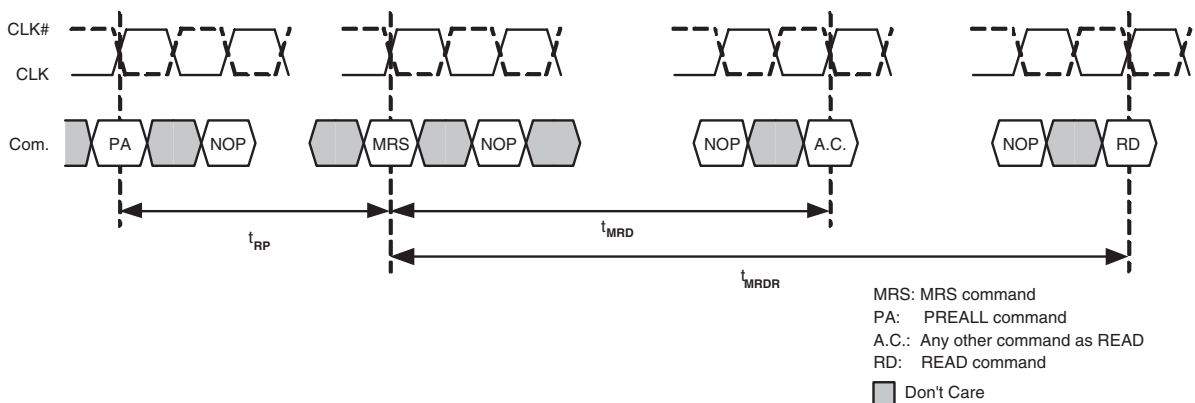 CLK#
CLK
Com. PA NOP MRS NOP NOP A.C. NOP RD
tRP
tMRD
tMRDR
MRS: MRS command
PA: PREALL command
A.C.: Any other command as READ
RD: READ command
Don't Care